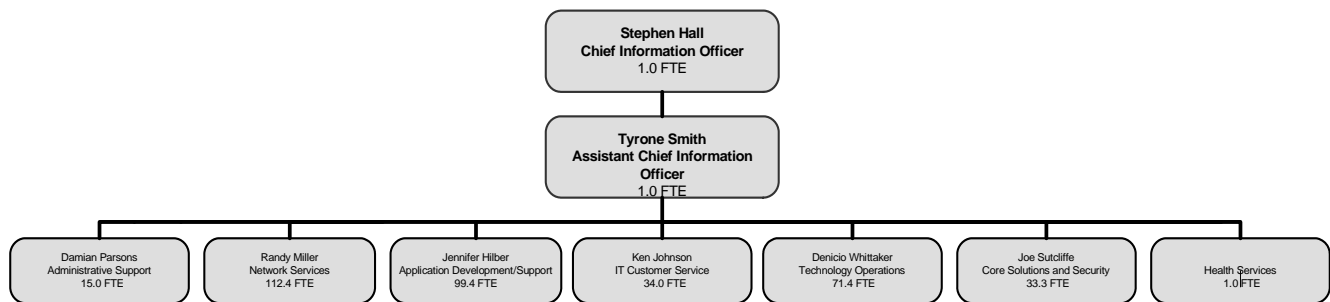 Stephen Hall
Chief Information Officer
1.0 FTE
Tyrone Smith
Assistant Chief Information
Officer
1.0 FTE
Damian Parsons
Administrative Support
15.0 FTE
Randy Miller
Network Services
112.4 FTE
Jennifer Hilber
Application Development/Support
99.4 FTE
Ken Johnson
IT Customer Service
34.0 FTE
Denicio Whittaker
Technology Operations
71.4 FTE
Joe Sutcliffe
Core Solutions and Security
33.3 FTE
Health Services
1.0 FTE